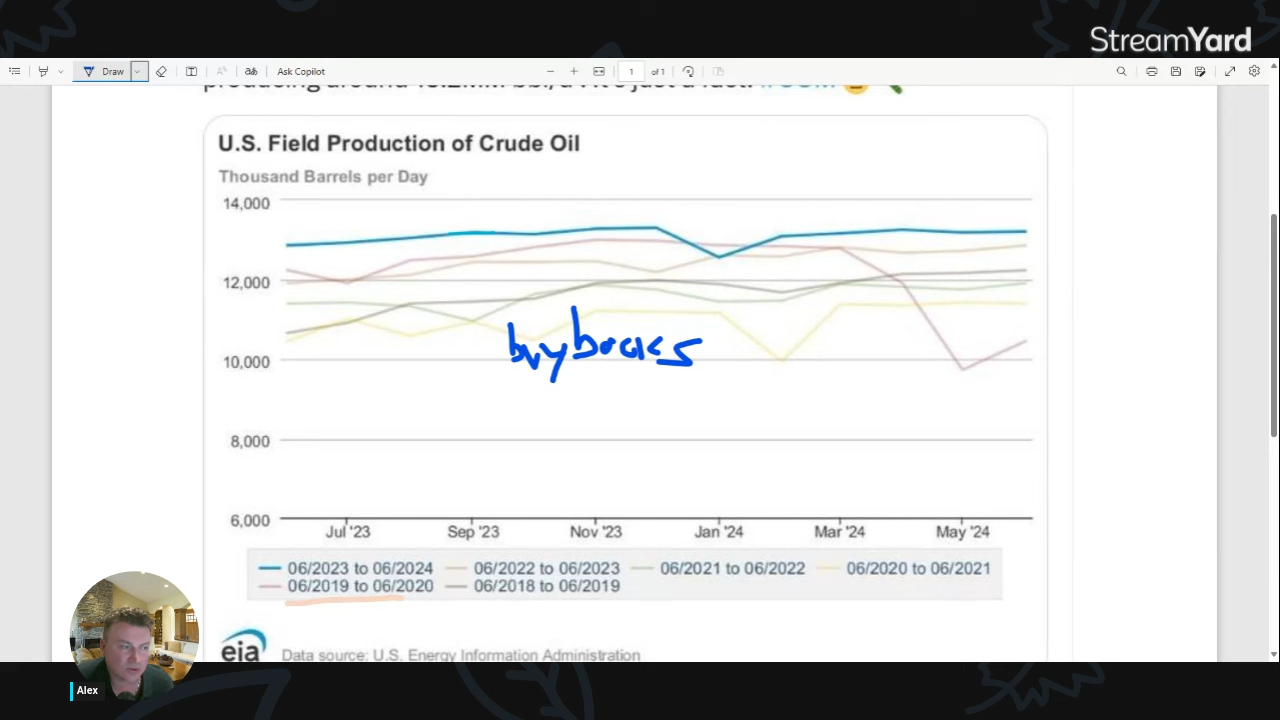 StreamYard
Draw
Ask Copilot
1 of 1
U.S. Field Production of Crude Oil
Thousand Barrels per Day
14,000
12,000
10,000
8,000
6,000
buybacks
Jul '23 Sep '23 Nov '23 Jan '24 Mar '24 May '24
06/2023 to 06/2024 06/2022 to 06/2023 06/2021 to 06/2022 06/2020 to 06/2021
06/2019 to 06/2020 06/2018 to 06/2019
eia Data source: U.S. Energy Information Administration
Alex